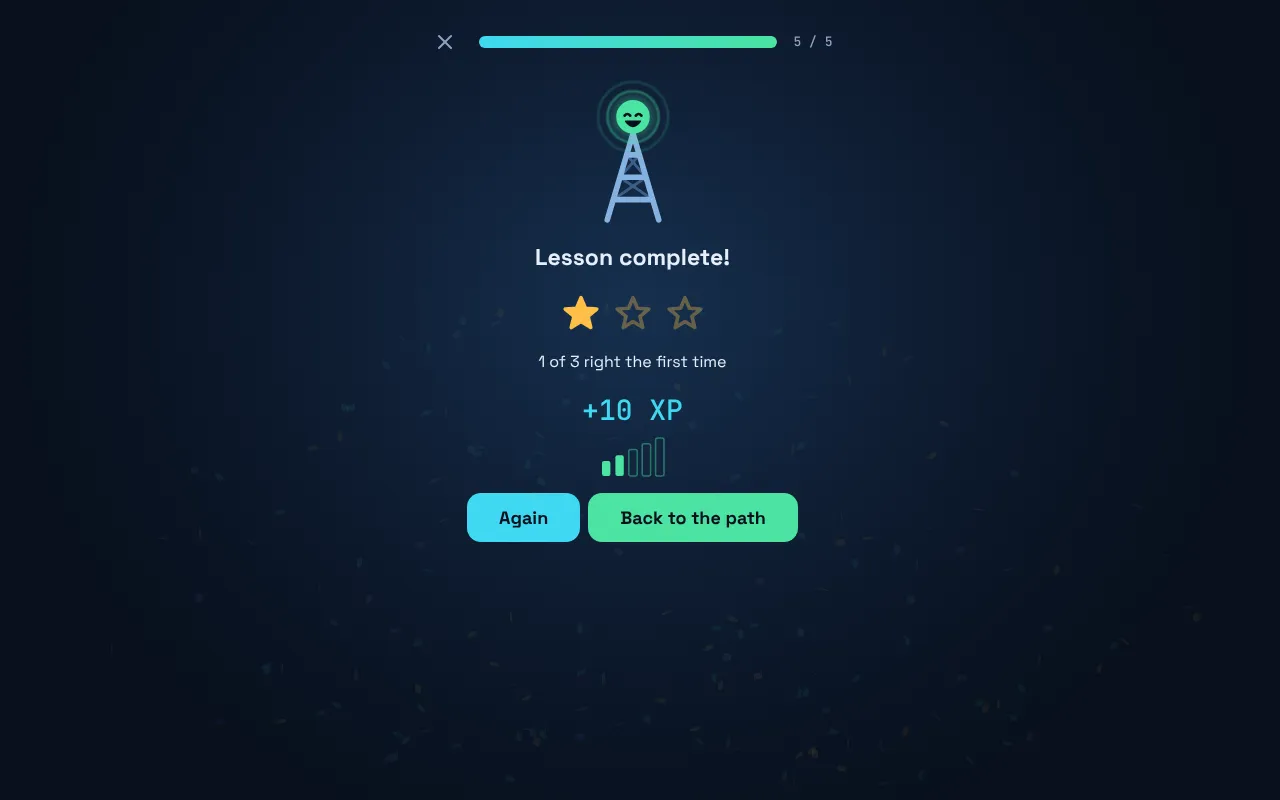 5 / 5
Lesson complete!
1 of 3 right the first time
+10 XP
Again
Back to the path